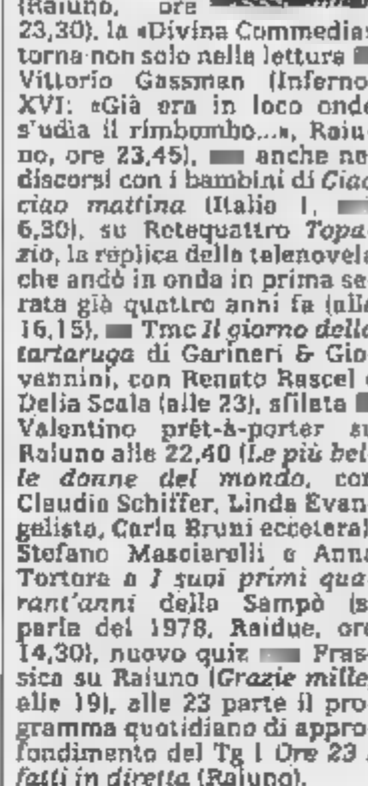 (Raiuno, ore
23,30), la «Divina Commedia»
torna non solo nella lettura
Vittorio Gassman (Inferno
XVI: «Già era in loco onde
s'udia il rimbombo...», Raiu-
no, ore 23,45), anche ne
discorsi con i bambini di Ciao
ciao mattina (Italia 1,
6,30), su Retequattro Topa-
zio, la replica della telenovela
che andò in onda in prima se-
rata già quattro anni fa (alle
16,15), Tmc Il giorno della
tartaruga di Garineri & Gio-
vannini, con Renato Rascel e
Delia Scala (alle 23), sfilata
Valentino prêt-à-porter su
Raiuno alle 22,40 (Le più bel-
le donne del mondo, con
Claudia Schiffer, Linda Evan-
gelista, Carla Bruni eccetera)
Stefano Masciarelli e Anna
Tortora a I suoi primi qua-
rant'anni della Sampò (si
parla del 1978, Raidue, ore
14,30), nuovo quiz Fras-
sica su Raiuno (Grazie mille,
alle 19), alle 23 parte il pro-
gramma quotidiano di appro-
fondimento del Tg 1 Ore 23
fatti in diretta (Raiuno).